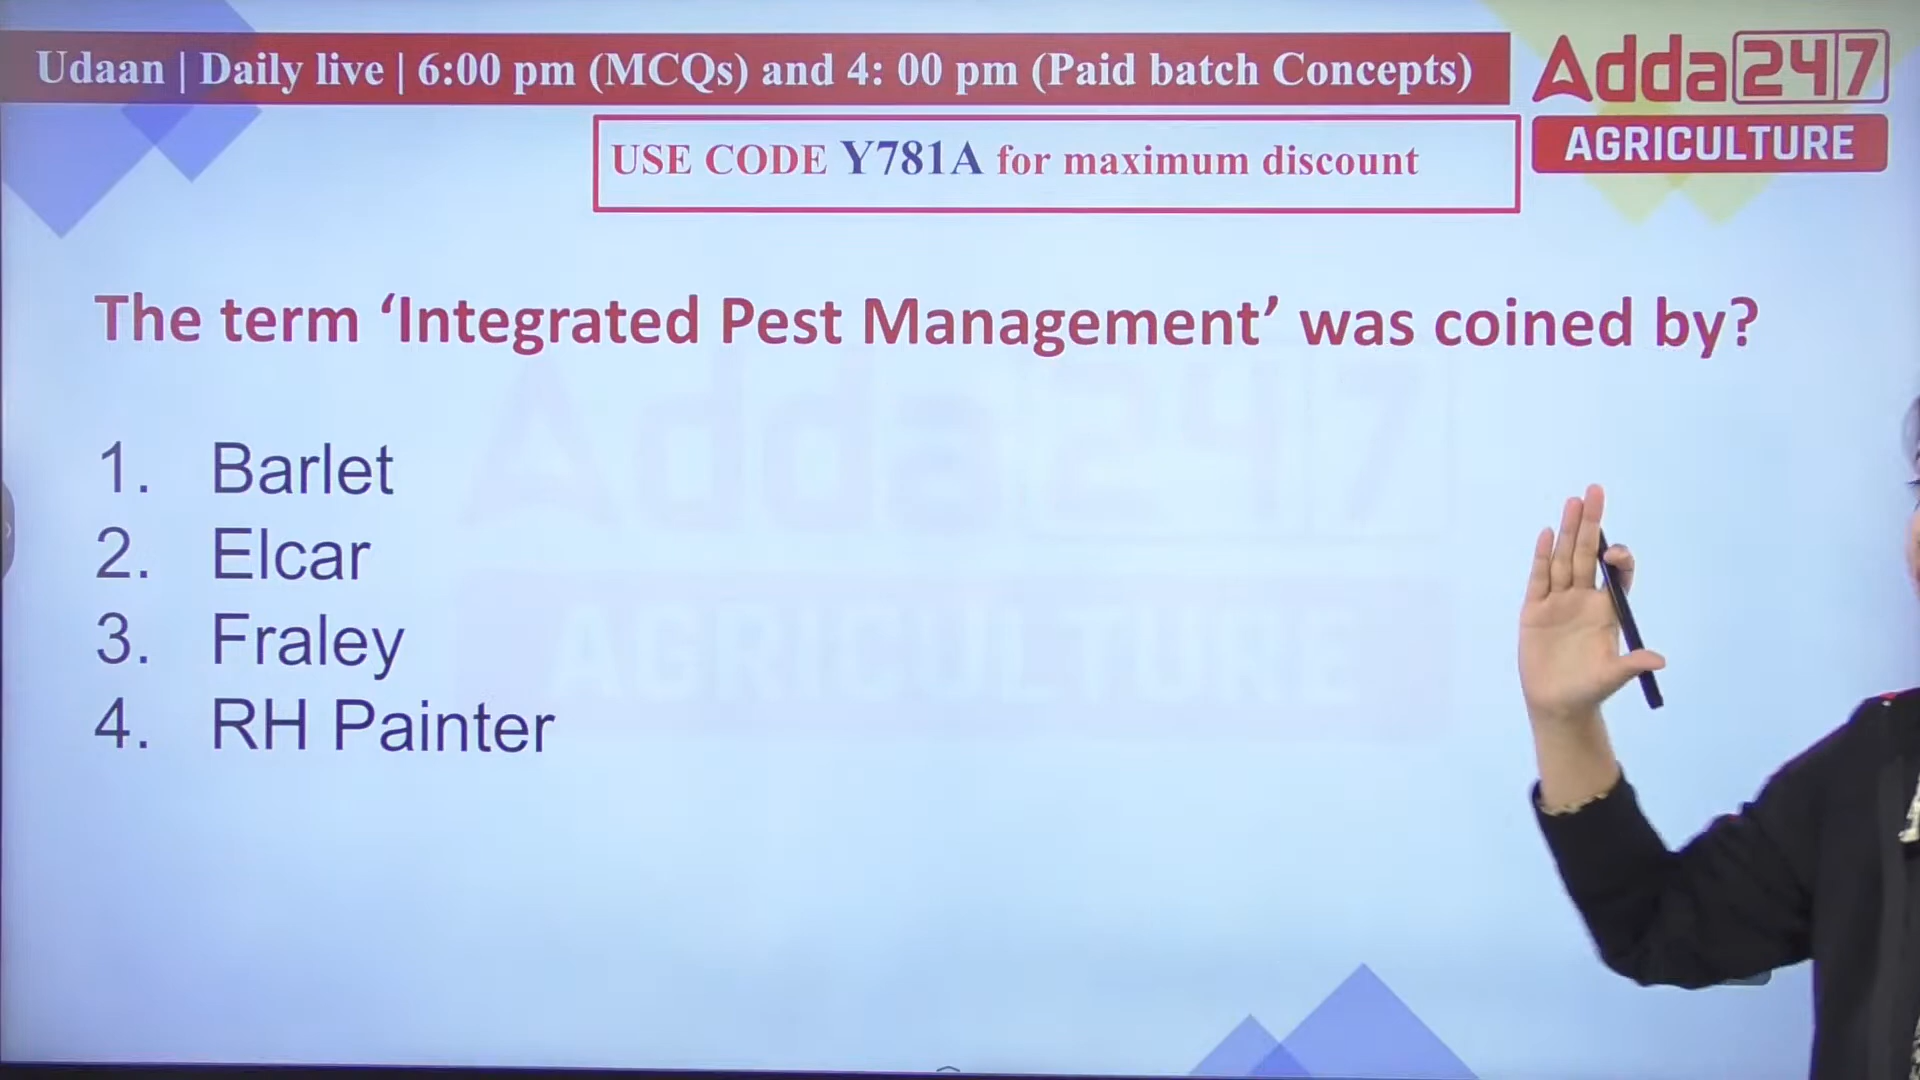 Udaan | Daily live | 6:00 pm (MCQs) and 4: 00 pm (Paid batch Concepts)
Adda247
AGRICULTURE
USE CODE Y781A for maximum discount
The term ‘Integrated Pest Management’ was coined by?
1. Barlet
2. Elcar
3. Fraley
4. RH Painter
Adda247
AGRICULTURE